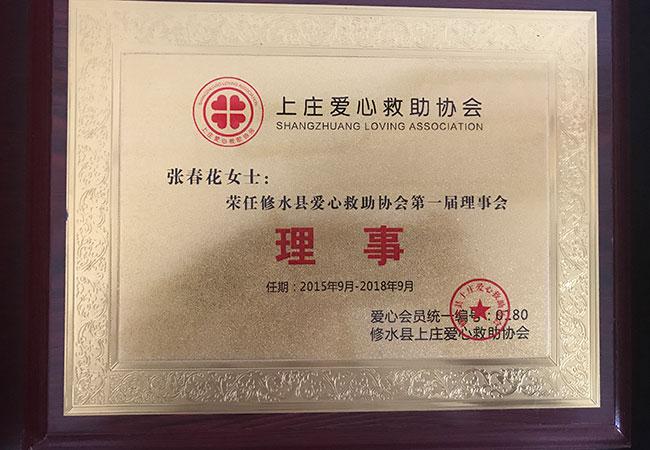 上庄爱心救助协会
SHANGZHUANG LOVING ASSOCIATION
张春花女士：
荣任修水县爱心救助协会第一届理事会
理事
任期：2015年9月-2018年9月
爱心会员统一编号：0180
修水县上庄爱心救助协会